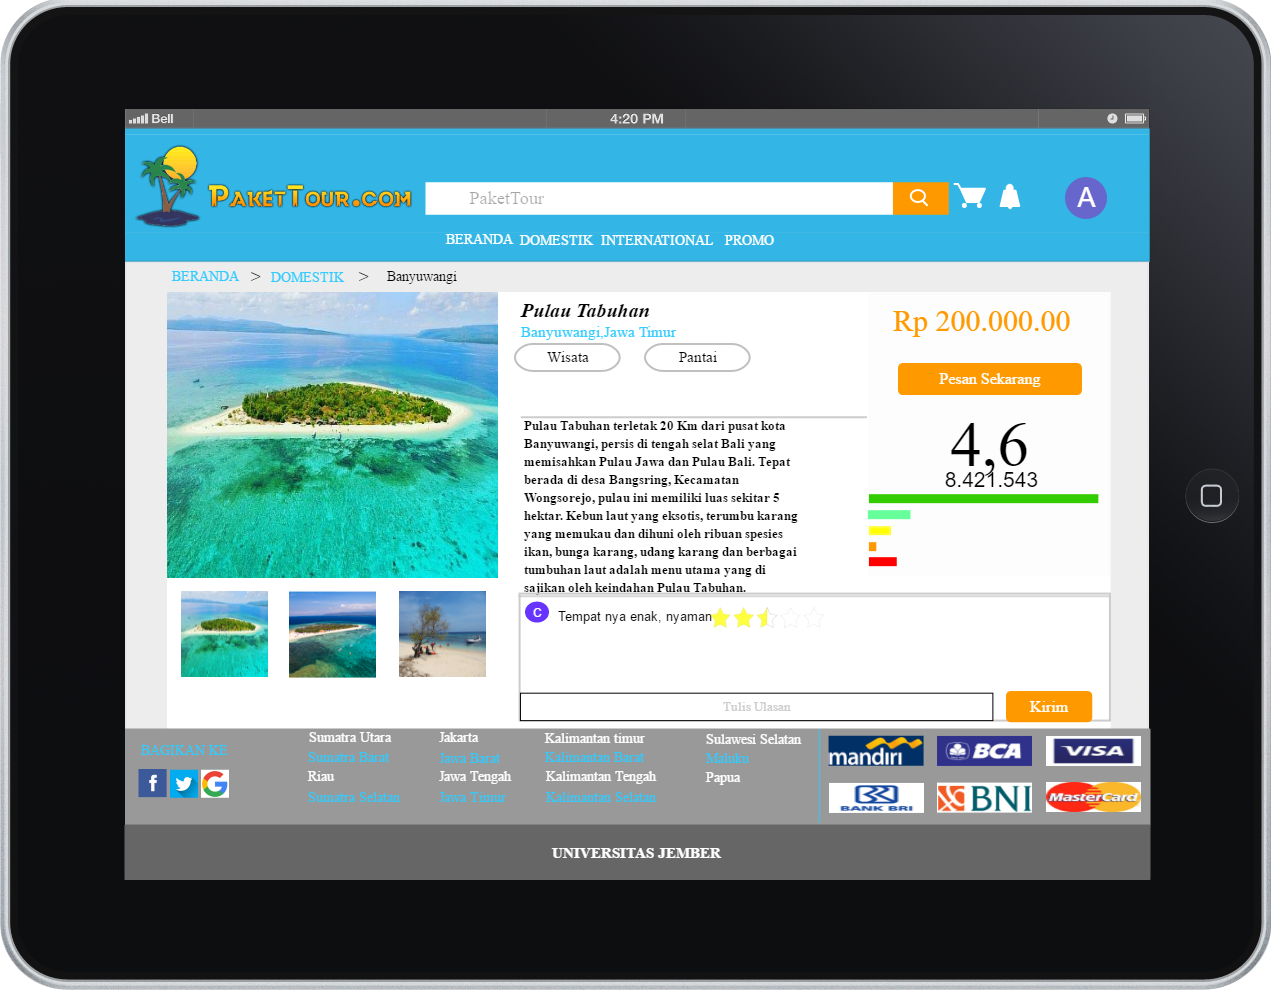 Bell
4:20 PM
PaketTour.com
PaketTour
A
BERANDA DOMESTIK INTERNATIONAL PROMO
BERANDA > DOMESTIK > Banyuwangi
Pulau Tabuhan
Banyuwangi,Jawa Timur
Wisata
Pantai
Rp 200.000.00
Pesan Sekarang
4,6
8.421.543
Pulau Tabuhan terletak 20 Km dari pusat kota
Banyuwangi, persis di tengah selat Bali yang
memisahkan Pulau Jawa dan Pulau Bali. Tepat
berada di desa Bangsring, Kecamatan
Wongsorejo, pulau ini memiliki luas sekitar 5
hektar. Kebun laut yang eksotis, terumbu karang
yang memukau dan dihuni oleh ribuan spesies
ikan, bunga karang, udang karang dan berbagai
tumbuhan laut adalah menu utama yang di
sajikan oleh keindahan Pulau Tabuhan.
C
Tempat nya enak, nyaman
Tulis Ulasan
Kirim
BAGIKAN KE
f
G
Sumatra Utara
Sumatra Barat
Riau
Sumatra Selatan
Jakarta
Jawa Barat
Jawa Tengah
Jawa Timur
Kalimantan timur
Kalimantan Barat
Kalimantan Tengah
Kalimantan Selatan
Sulawesi Selatan
Maluku
Papua
mandiri
BCA
VISA
BANK BRI
BNI
MasterCard
UNIVERSITAS JEMBER